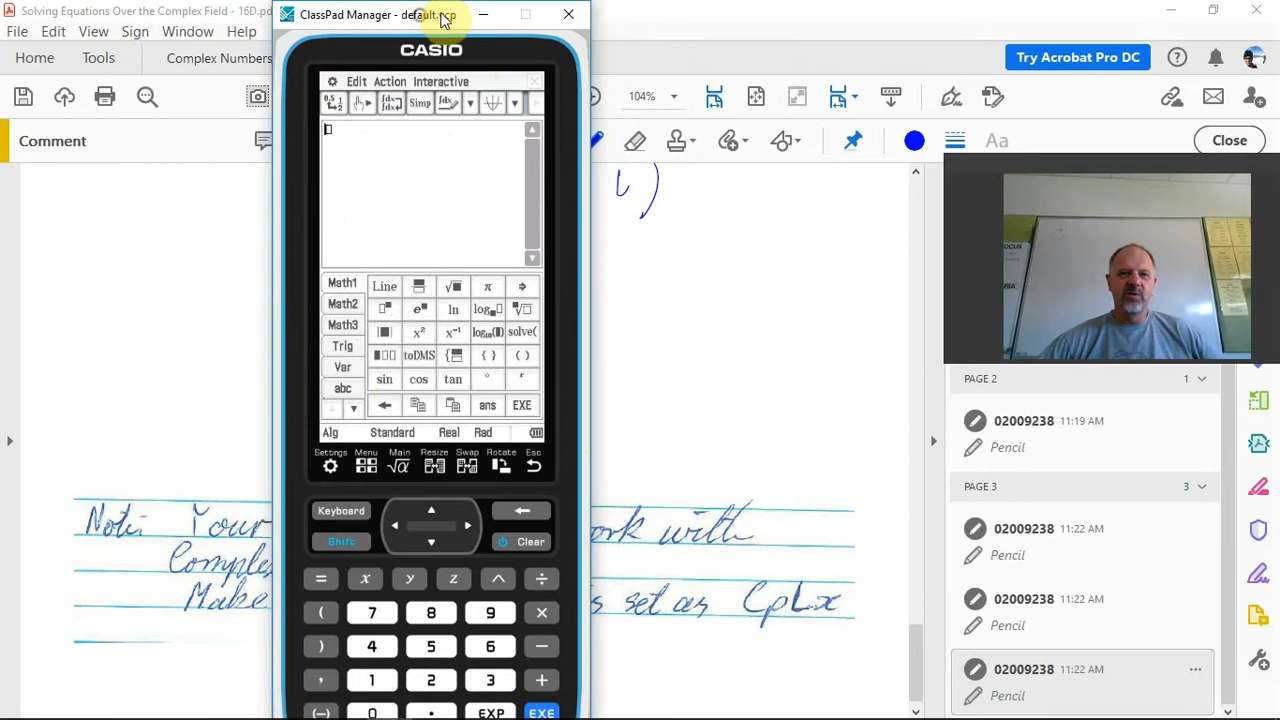 Solving Equations Over the Complex Field - 16D.pd
ClassPad Manager - default.vcp
File Edit View Sign Window Help
Home Tools Complex Numbers
Try Acrobat Pro DC
104%
Comment
Aa
Close
CASIO
Edit Action Interactive
Simp
Math1 Line π
Math2 e ln log
Math3 x² x⁻¹ log₁₀ solve(
Trig toDMS { } ( )
Var sin cos tan ° r
abc
ans EXE
Alg Standard Real Rad
Settings Menu Main Resize Swap Rotate Esc
Keyboard
Shift Clear
= x y z ^ ÷
( 7 8 9 ×
) 4 5 6 −
, 1 2 3 +
(−) 0 . EXP EXE
i )
Note: Your ork with
Comple
Make s set as CpLx
PAGE 2 1
02009238 11:19 AM
Pencil
PAGE 3 3
02009238 11:22 AM
Pencil
02009238 11:22 AM
Pencil
02009238 11:22 AM
Pencil